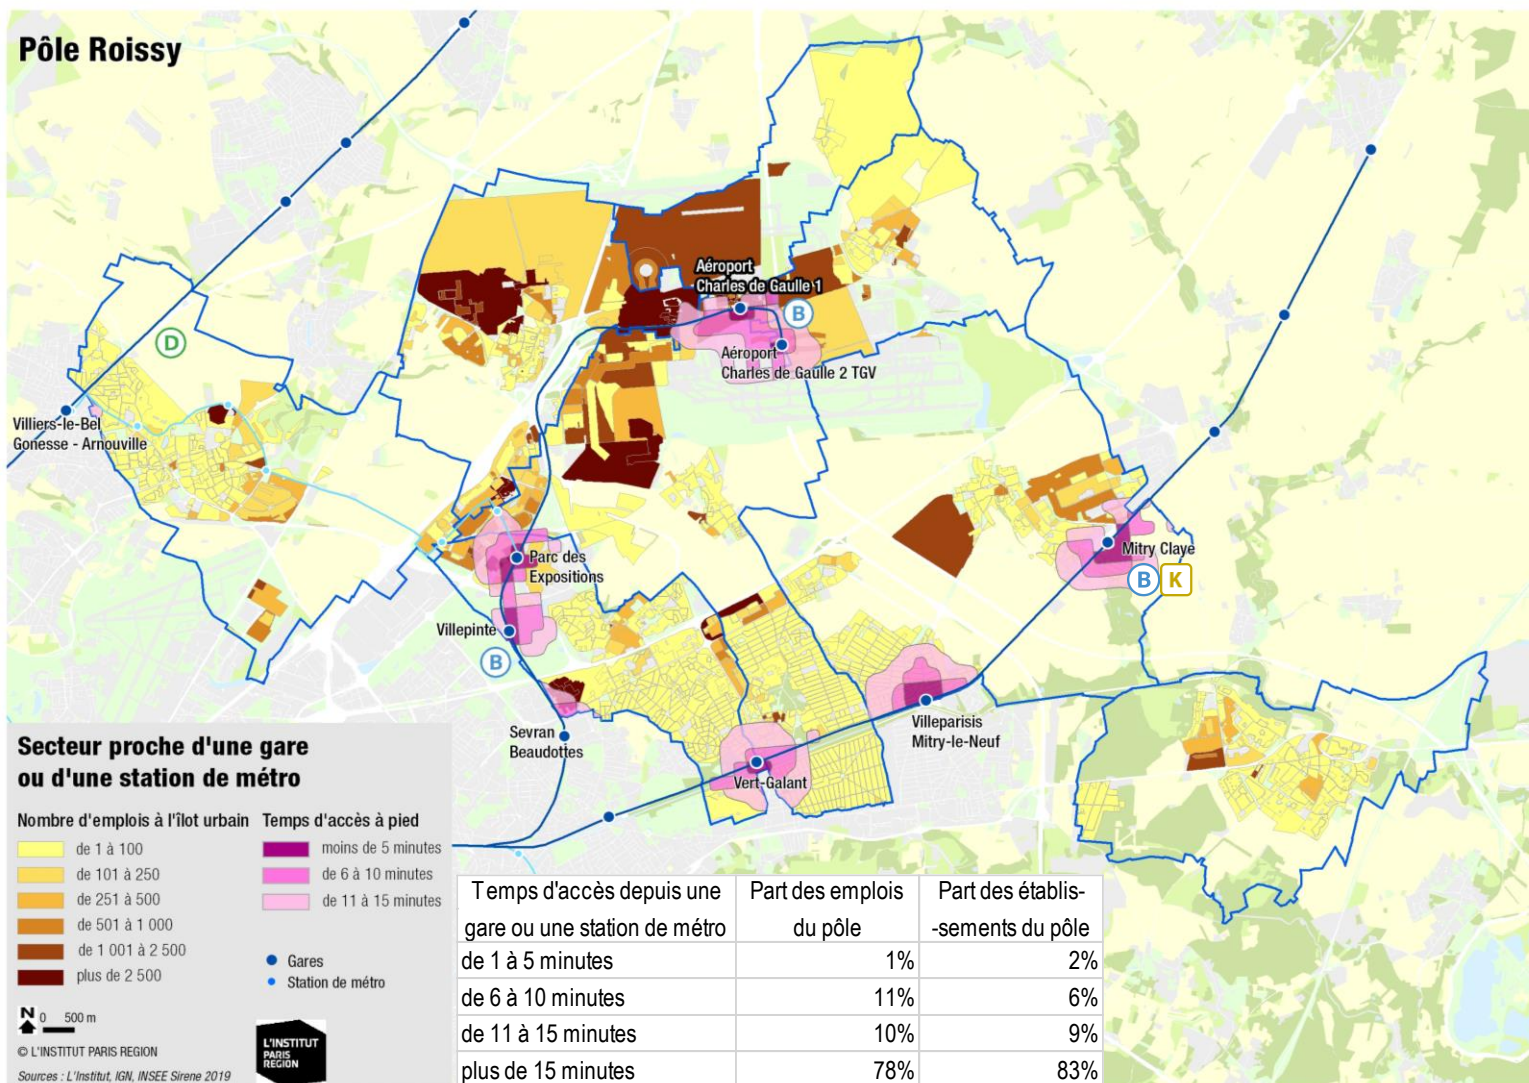 Pôle Roissy
Aéroport
Charles de Gaulle 1
B
Aéroport
Charles de Gaulle 2 TGV
D
Villiers-le-Bel
Gonesse - Arnouville
Parc des
Expositions
Mitry Claye
B K
Villepinte
B
Sevran
Beaudottes
Villeparisis
Mitry-le-Neuf
Vert-Galant
Secteur proche d'une gare
ou d'une station de métro
Nombre d'emplois à l'îlot urbain
de 1 à 100
de 101 à 250
de 251 à 500
de 501 à 1 000
de 1 001 à 2 500
plus de 2 500
Temps d'accès à pied
moins de 5 minutes
de 6 à 10 minutes
de 11 à 15 minutes
Gares
Station de métro
N 0 500 m
© L'INSTITUT PARIS REGION
Sources : L'Institut, IGN, INSEE Sirene 2019
L'INSTITUT
PARIS
REGION
Temps d'accès depuis une Part des emplois Part des établis-
gare ou une station de métro du pôle -sements du pôle
de 1 à 5 minutes 1% 2%
de 6 à 10 minutes 11% 6%
de 11 à 15 minutes 10% 9%
plus de 15 minutes 78% 83%